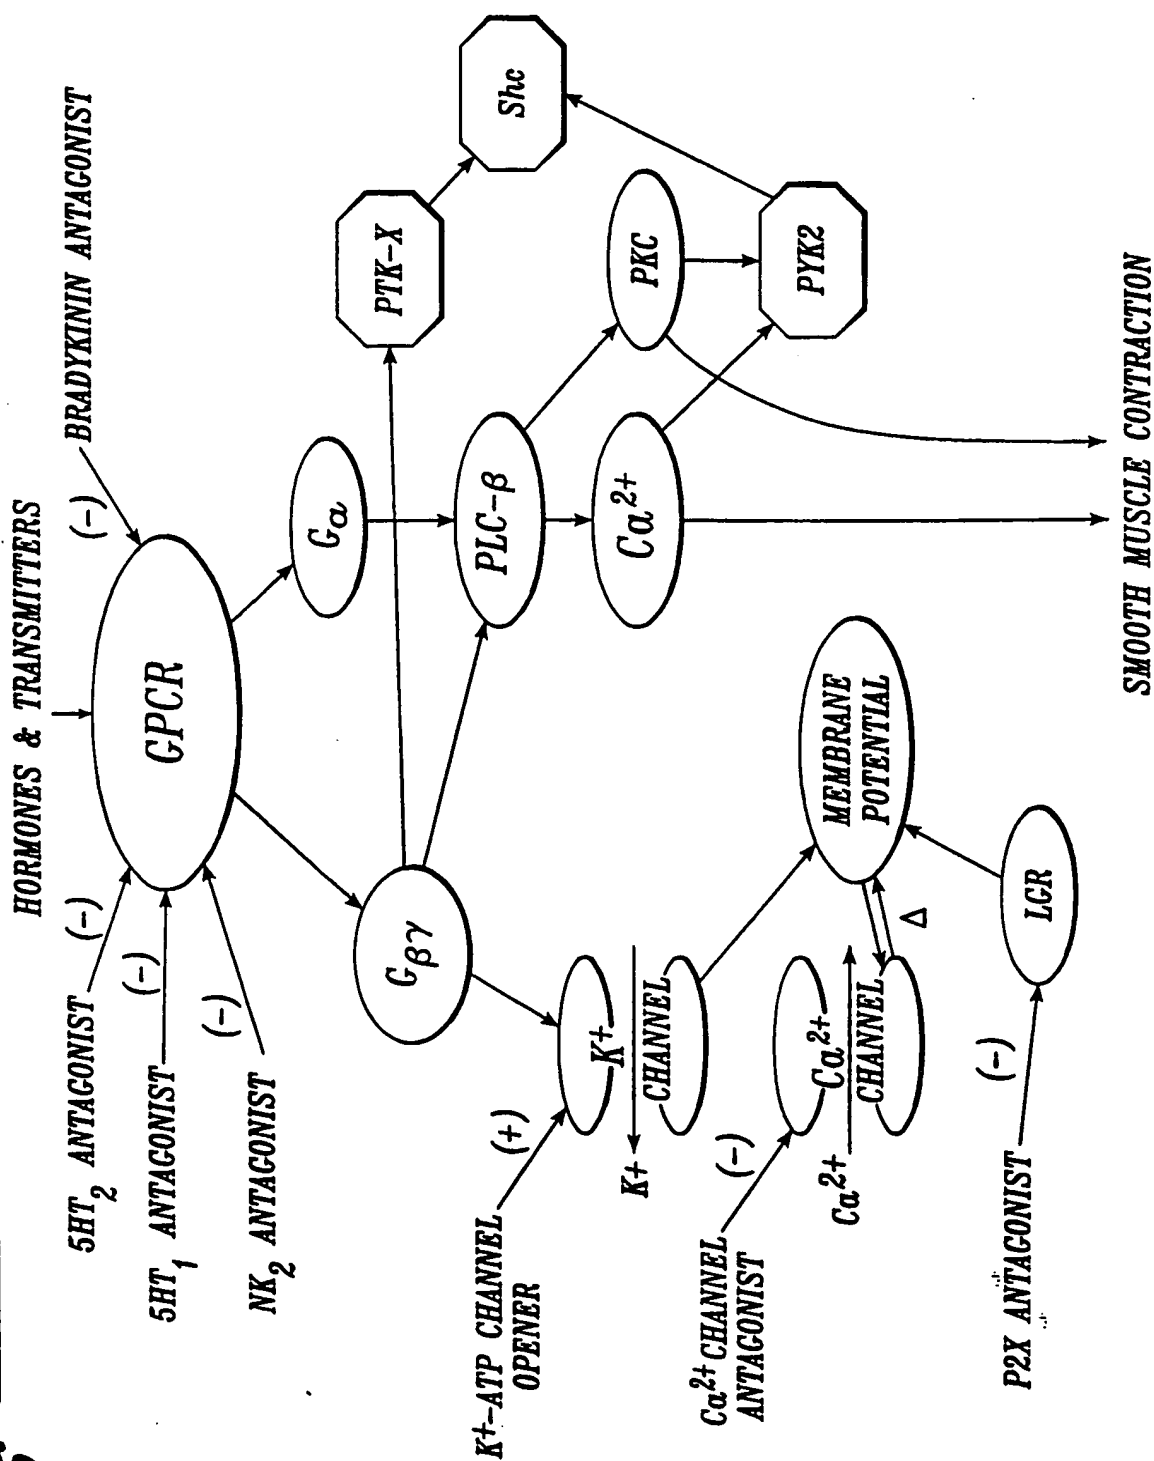 HORMONES & TRANSMITTERS
5HT2 ANTAGONIST
(-)
5HT1 ANTAGONIST
(-)
NK2 ANTAGONIST
(-)
BRADYKININ ANTAGONIST
(-)
GPCR
Gα
Gβγ
PTK-X
Shc
PLC-β
PKC
Ca2+
PYK2
K+-ATP CHANNEL
OPENER
(+)
K+
CHANNEL
K+
Ca2+ CHANNEL
ANTAGONIST
(-)
Ca2+
CHANNEL
Ca2+
MEMBRANE
POTENTIAL
Δ
LGR
P2X ANTAGONIST
(-)
SMOOTH MUSCLE CONTRACTION